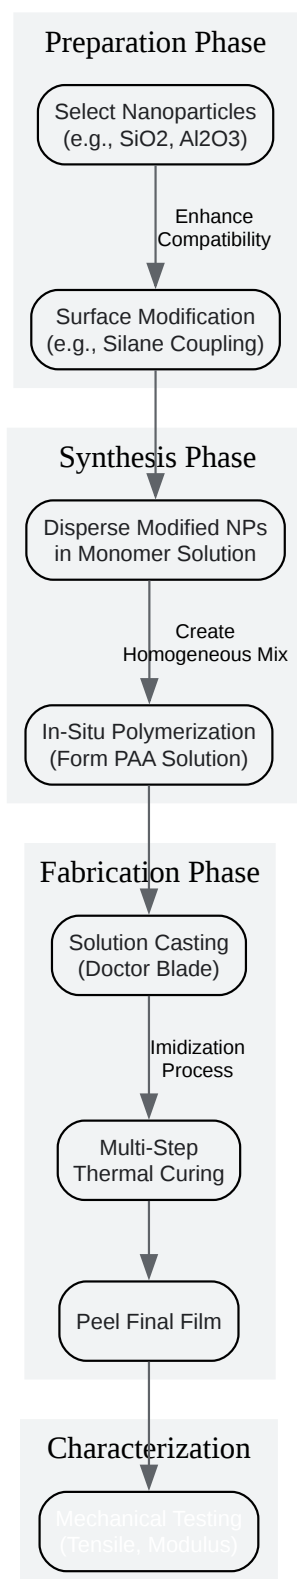 Preparation Phase
Select Nanoparticles
(e.g., SiO2, Al2O3)
Enhance
Compatibility
Surface Modification
(e.g., Silane Coupling)
Synthesis Phase
Disperse Modified NPs
in Monomer Solution
Create
Homogeneous Mix
In-Situ Polymerization
(Form PAA Solution)
Fabrication Phase
Solution Casting
(Doctor Blade)
Imidization
Process
Multi-Step
Thermal Curing
Peel Final Film
Characterization
Mechanical Testing
(Tensile, Modulus)